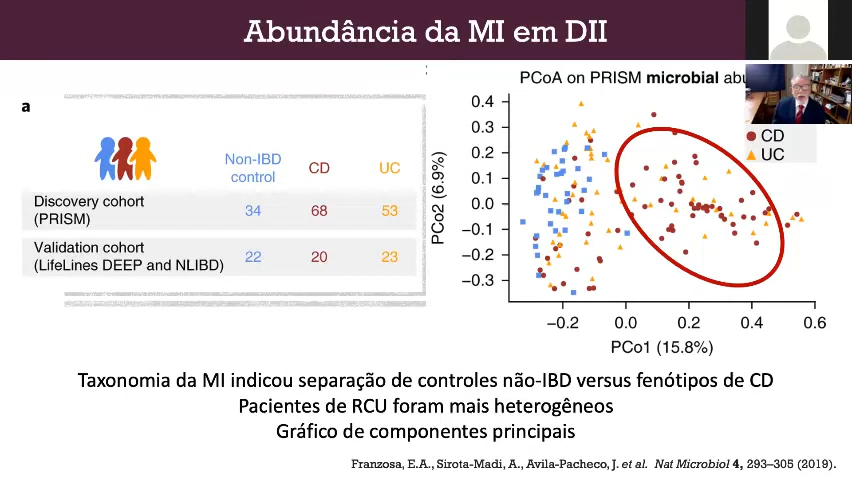 Abundância da MI em DII
a
Non-IBD control
CD
UC
Discovery cohort (PRISM)
34
68
53
Validation cohort (LifeLines DEEP and NLIBD)
22
20
23
PCoA on PRISM microbial
CD
UC
PCo2 (6.9%)
0.4
0.3
0.2
0.1
0.0
−0.1
−0.2
−0.3
−0.2
0.0
0.2
0.4
0.6
PCo1 (15.8%)
Taxonomia da MI indicou separação de controles não-IBD versus fenótipos de CD
Pacientes de RCU foram mais heterogêneos
Gráfico de componentes principais
Franzosa, E.A., Sirota-Madi, A., Avila-Pacheco, J. et al. Nat Microbiol 4, 293–305 (2019).